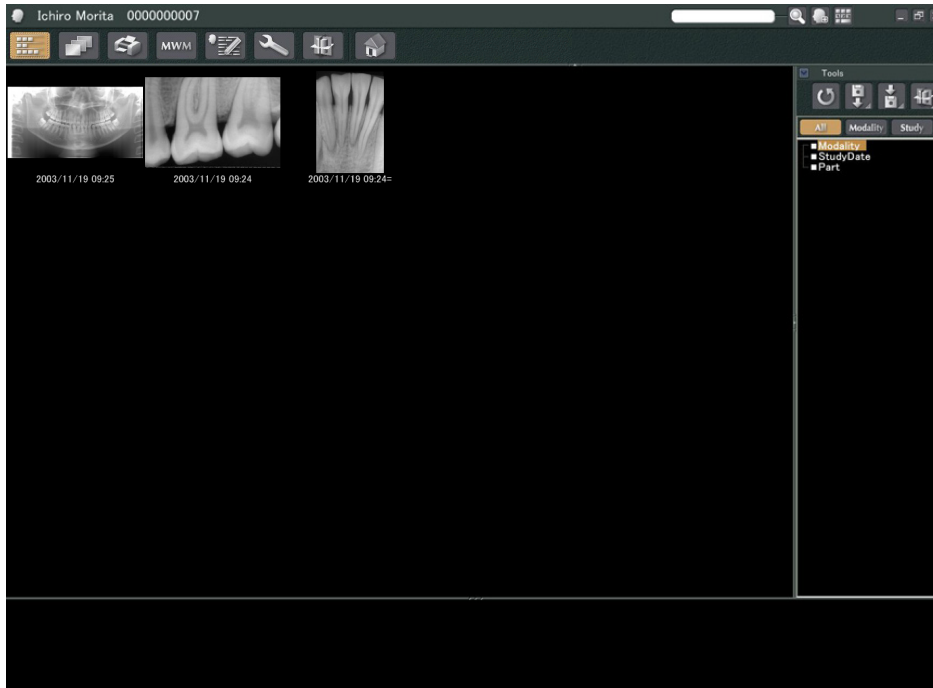 Ichiro Morita 0000000007
MWM
Tools
All Modality Study
Modality
StudyDate
Part
2003/11/19 09:25 2003/11/19 09:24 2003/11/19 09:24=